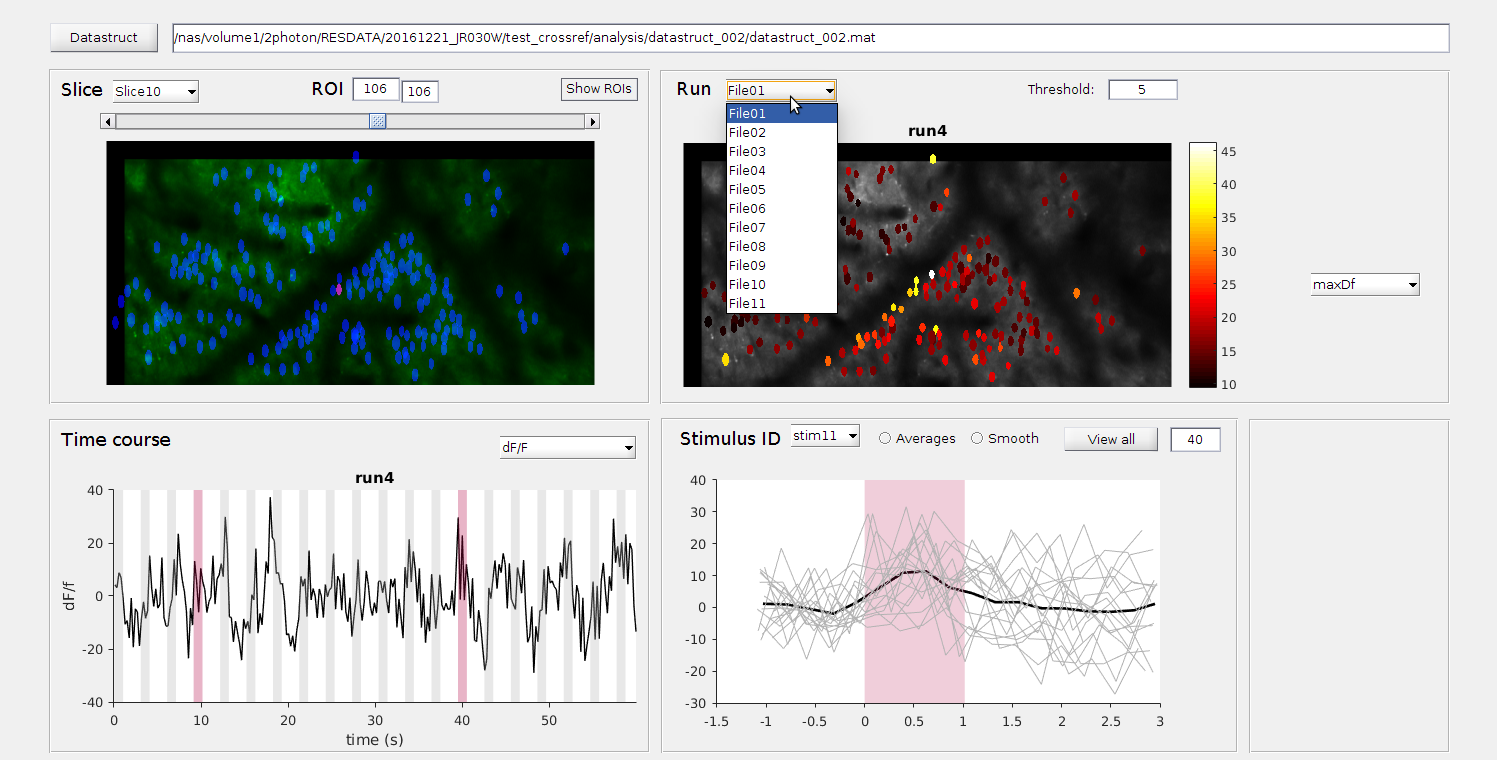 Datastruct /nas/volume1/2photon/RESDATA/20161221_JR030W/test_crossref/analysis/datastruct_002/datastruct_002.mat
Slice Slice10 ROI 106 106 Show ROIs
Run File01 Threshold: 5
File01
File02
File03
File04
File05
File06
File07
File08
File09
File10
File11
run4
45
40
35
30
25
20
15
10
maxDf
Time course dF/F
run4
40
20
0
-20
-40
dF/f
0 10 20 30 40 50
time (s)
Stimulus ID stim11 Averages Smooth View all 40
40
30
20
10
0
-10
-20
-30
-1.5 -1 -0.5 0 0.5 1 1.5 2 2.5 3